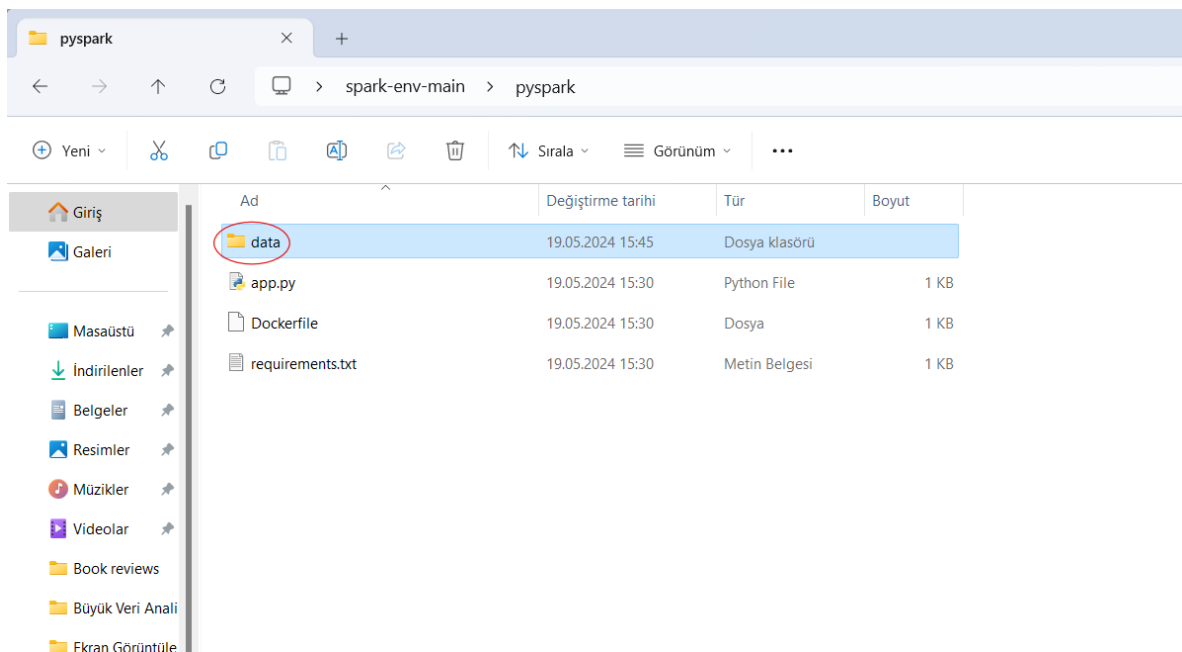 pyspark
spark-env-main > pyspark
Yeni Sırala Görünüm
Ad Değiştirme tarihi Tür Boyut
data 19.05.2024 15:45 Dosya klasörü
app.py 19.05.2024 15:30 Python File 1 KB
Dockerfile 19.05.2024 15:30 Dosya 1 KB
requirements.txt 19.05.2024 15:30 Metin Belgesi 1 KB
Giriş
Galeri
Masaüstü
İndirilenler
Belgeler
Resimler
Müzikler
Videolar
Book reviews
Büyük Veri Anali
Ekran Görüntüle